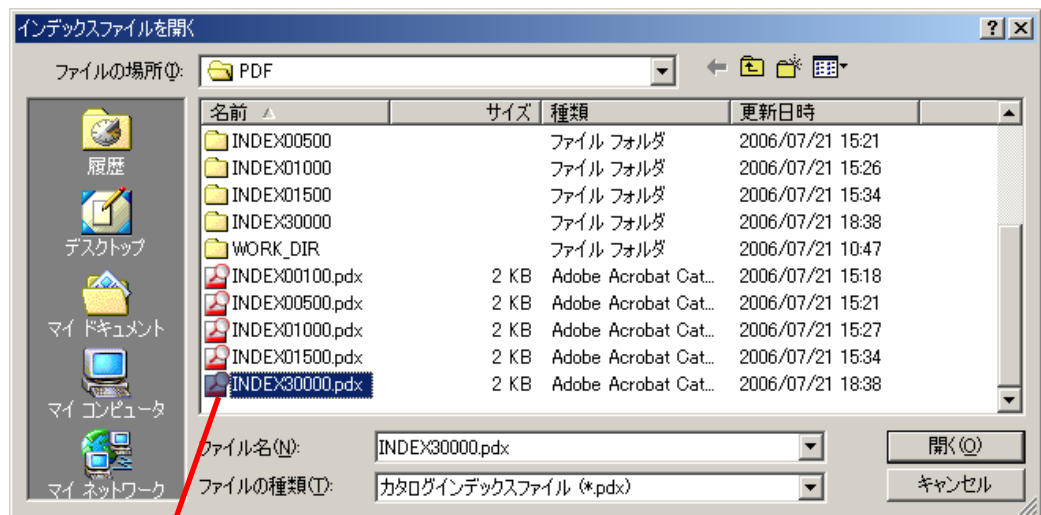 インデックスファイルを開く
ファイルの場所(I): PDF
名前 サイズ 種類 更新日時
INDEX00500 ファイル フォルダ 2006/07/21 15:21
INDEX01000 ファイル フォルダ 2006/07/21 15:26
INDEX01500 ファイル フォルダ 2006/07/21 15:34
INDEX30000 ファイル フォルダ 2006/07/21 18:38
WORK_DIR ファイル フォルダ 2006/07/21 10:47
INDEX00100.pdx 2 KB Adobe Acrobat Cat... 2006/07/21 15:18
INDEX00500.pdx 2 KB Adobe Acrobat Cat... 2006/07/21 15:21
INDEX01000.pdx 2 KB Adobe Acrobat Cat... 2006/07/21 15:27
INDEX01500.pdx 2 KB Adobe Acrobat Cat... 2006/07/21 15:34
INDEX30000.pdx 2 KB Adobe Acrobat Cat... 2006/07/21 18:38
履歴
デスクトップ
マイ ドキュメント
マイ コンピュータ
マイ ネットワーク
ファイル名(N): INDEX30000.pdx 開く(O)
ファイルの種類(T): カタログインデックスファイル (*.pdx) キャンセル